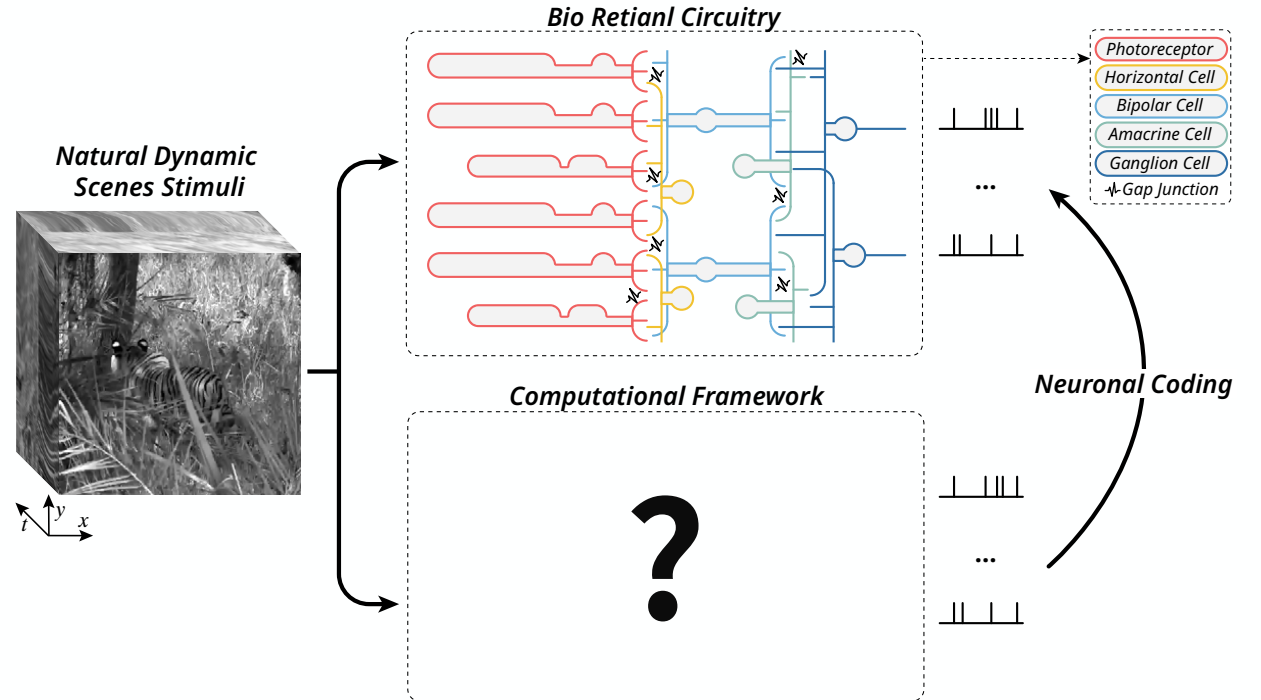 Bio Retianl Circuitry
Photoreceptor
Horizontal Cell
Bipolar Cell
Amacrine Cell
Ganglion Cell
Gap Junction
Natural Dynamic
Scenes Stimuli
...
t
y
x
Computational Framework
?
Neuronal Coding
...